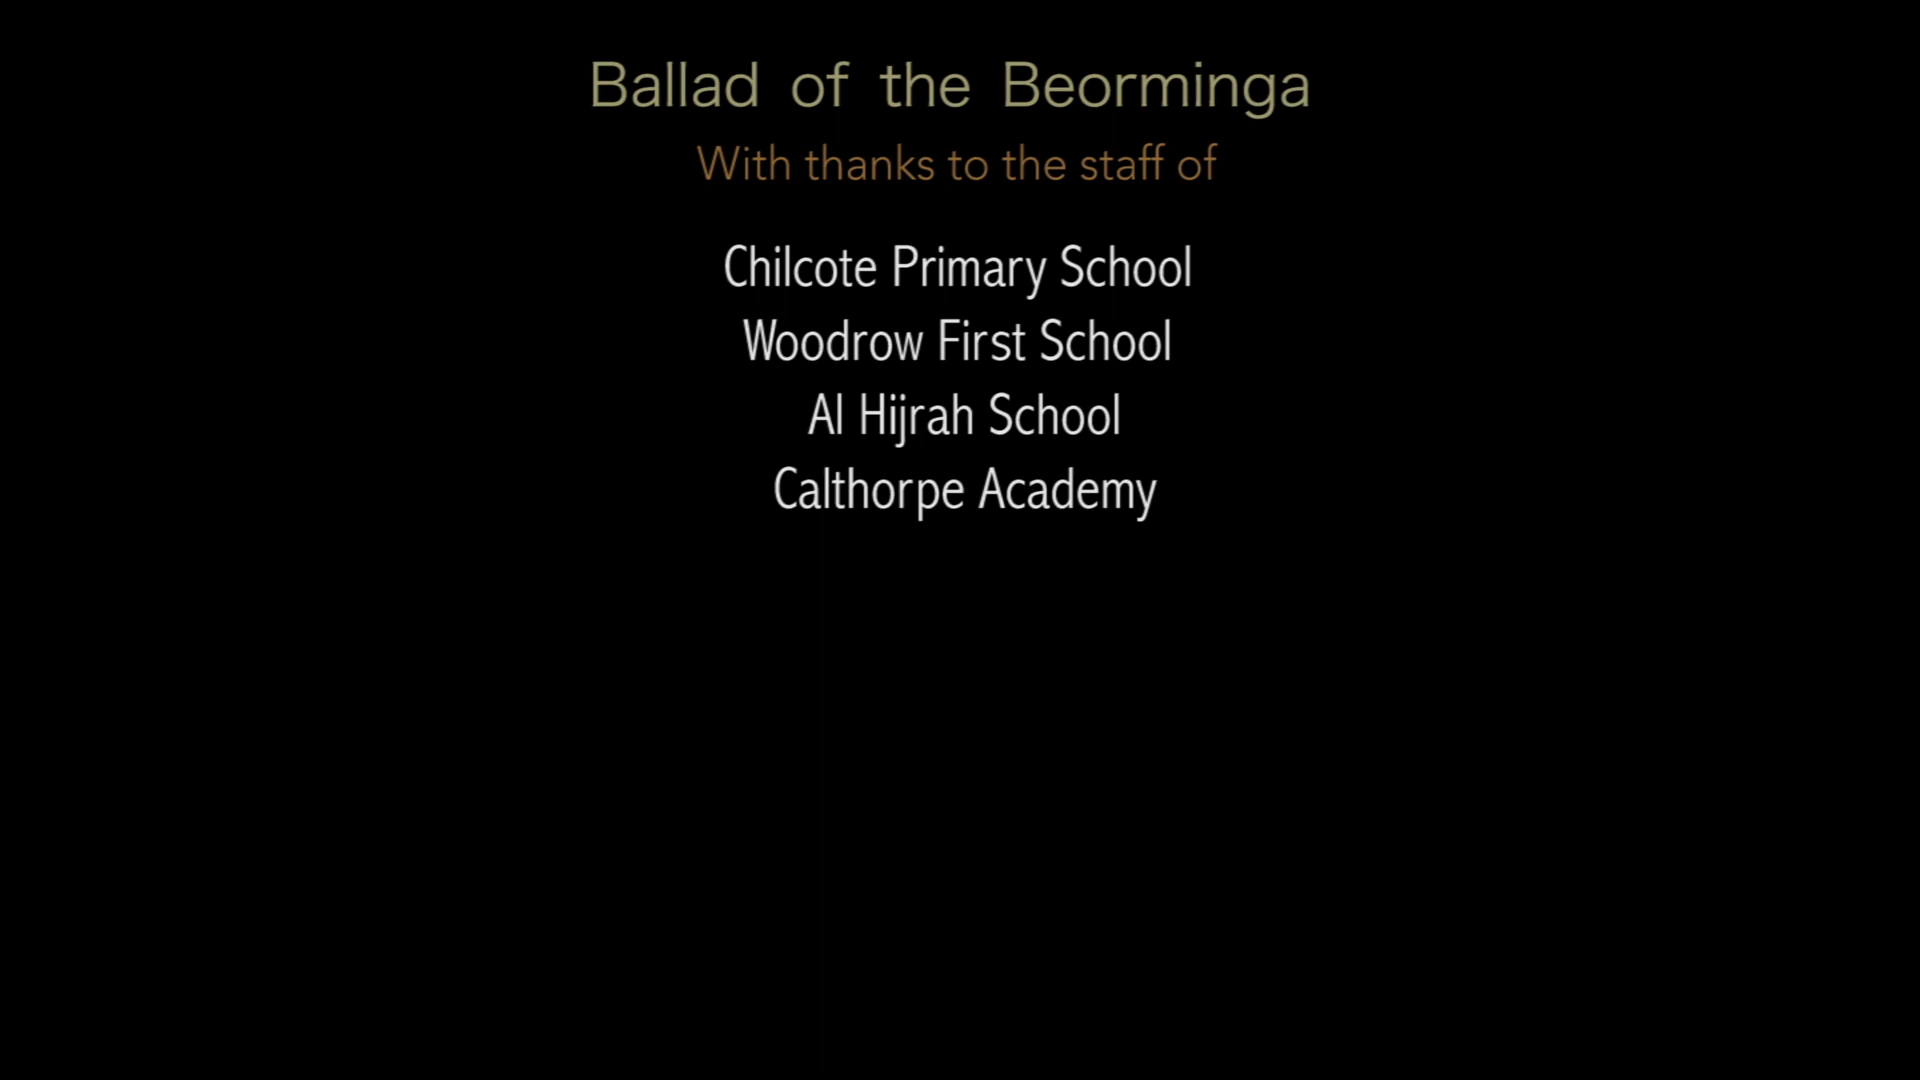 Ballad of the Beorminga
With thanks to the staff of
Chilcote Primary School
Woodrow First School
Al Hijrah School
Calthorpe Academy